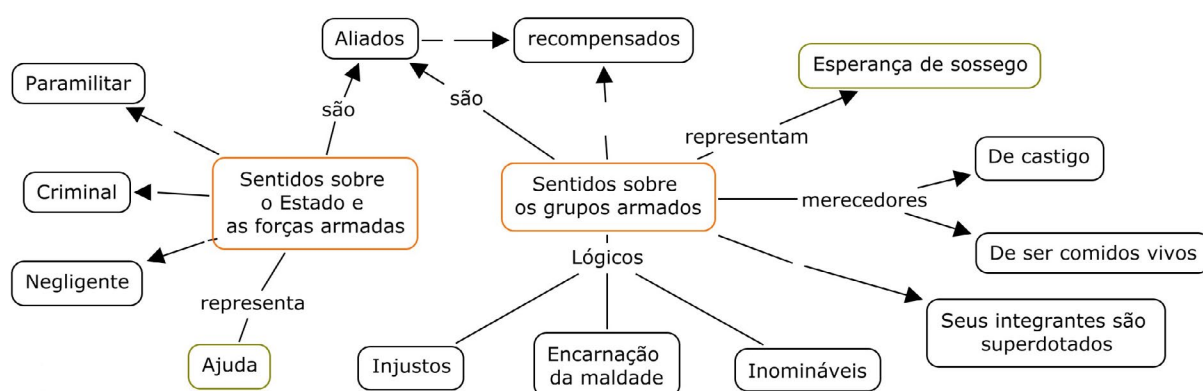 Aliados
recompensados
Esperança de sossego
Paramilitar
são
são
representam
De castigo
Criminal
Sentidos sobre
o Estado e
as forças armadas
Sentidos sobre
os grupos armados
merecedores
Negligente
Lógicos
De ser comidos vivos
representa
Seus integrantes são
superdotados
Ajuda
Injustos
Encarnação
da maldade
Inomináveis